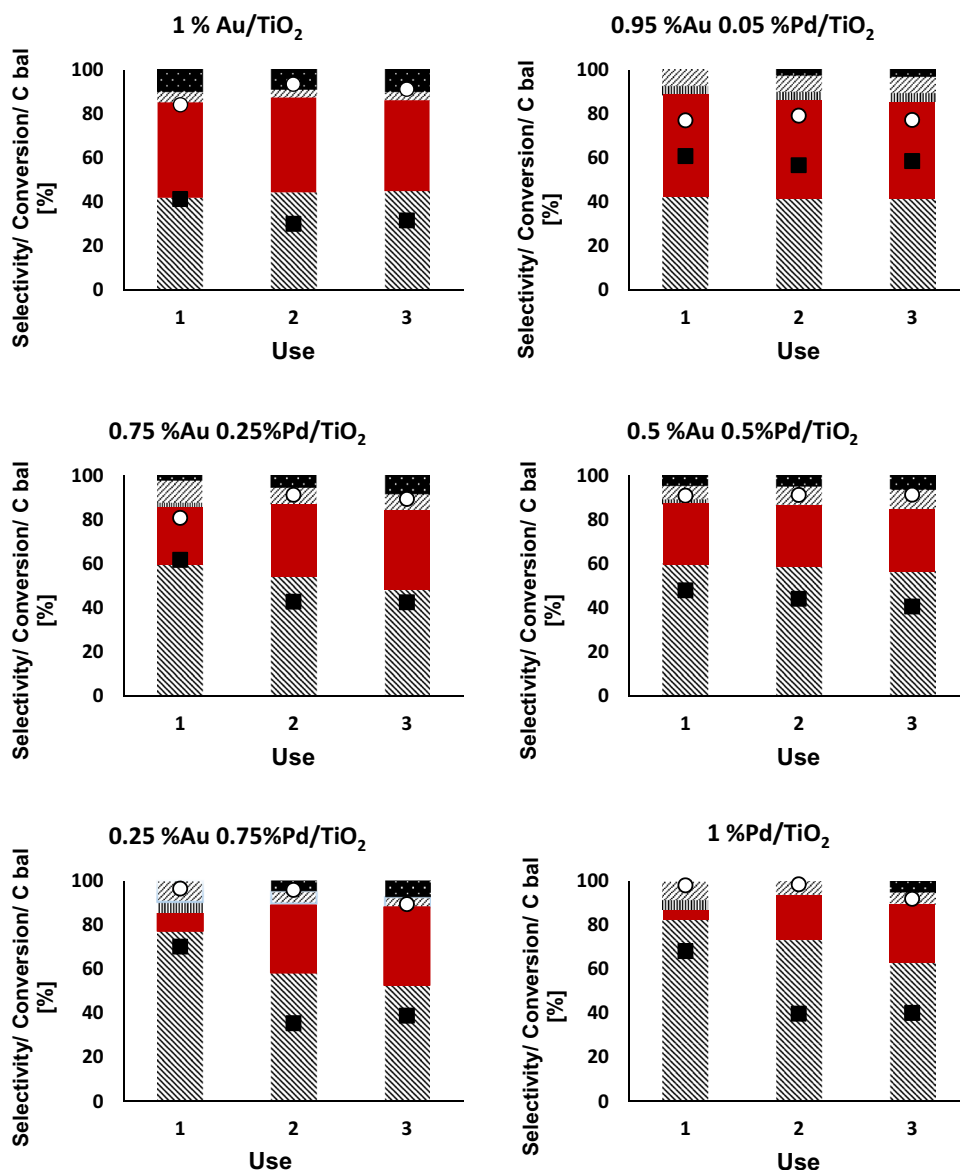 1 % Au/TiO₂
Selectivity/ Conversion/ C bal
[%]
100
80
60
40
20
0
1 2 3
Use
0.95 %Au 0.05 %Pd/TiO₂
Selectivity/ Conversion/ C bal
[%]
100
80
60
40
20
0
1 2 3
Use
0.75 %Au 0.25%Pd/TiO₂
Selectivity/ Conversion/ C bal
[%]
100
80
60
40
20
0
1 2 3
Use
0.5 %Au 0.5%Pd/TiO₂
Selectivity/ Conversion/ C bal
[%]
100
80
60
40
20
0
1 2 3
Use
0.25 %Au 0.75%Pd/TiO₂
Selectivity/ Conversion/ C bal
[%]
100
80
60
40
20
0
1 2 3
Use
1 %Pd/TiO₂
Selectivity/ Conversion/ C bal
[%]
100
80
60
40
20
0
1 2 3
Use